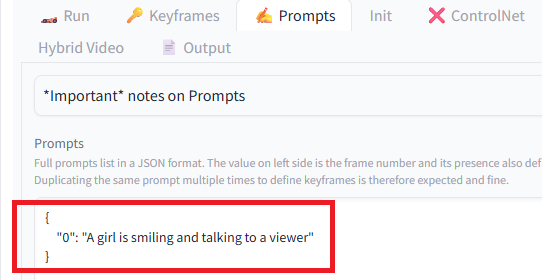 Run Keyframes Prompts Init ControlNet
Hybrid Video Output
*Important* notes on Prompts
Prompts
Full prompts list in a JSON format. The value on left side is the frame number and its presence also def
Duplicating the same prompt multiple times to define keyframes is therefore expected and fine.
{
"0": "A girl is smiling and talking to a viewer"
}